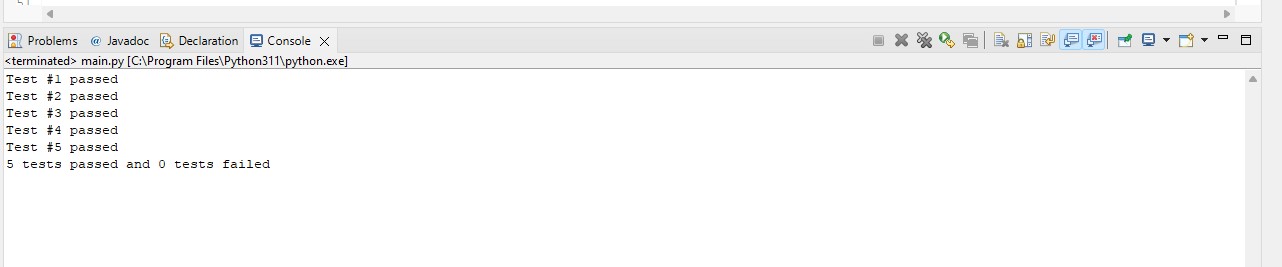 Problems @ Javadoc Declaration Console
<terminated> main.py [C:\Program Files\Python311\python.exe]
Test #1 passed
Test #2 passed
Test #3 passed
Test #4 passed
Test #5 passed
5 tests passed and 0 tests failed